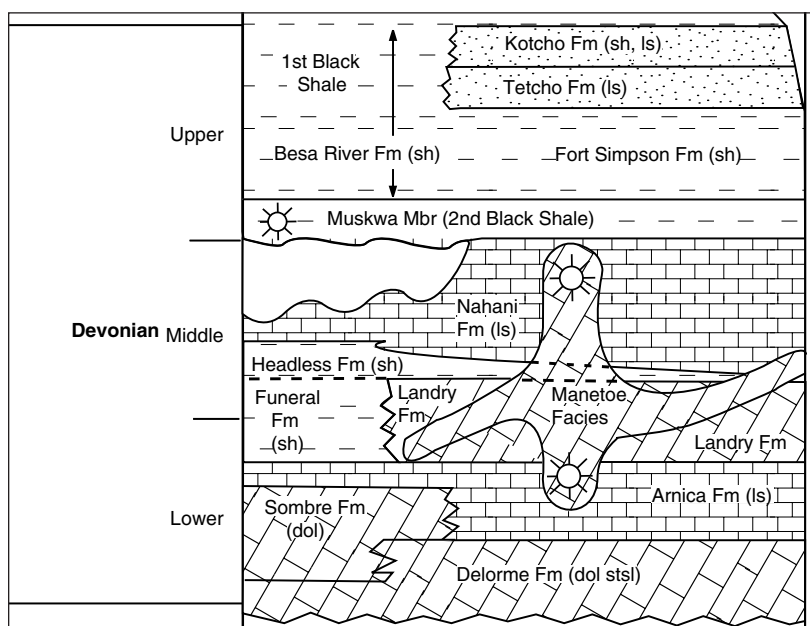 Kotcho Fm (sh, ls)
1st Black
Shale
Tetcho Fm (ls)
Upper
Besa River Fm (sh)
Fort Simpson Fm (sh)
Muskwa Mbr (2nd Black Shale)
Nahani
Fm (ls)
Devonian
Middle
Headless Fm (sh)
Funeral
Fm
(sh)
Landry
Fm
Manetoe
Facies
Landry Fm
Arnica Fm (ls)
Sombre Fm
(dol)
Lower
Delorme Fm (dol stsl)